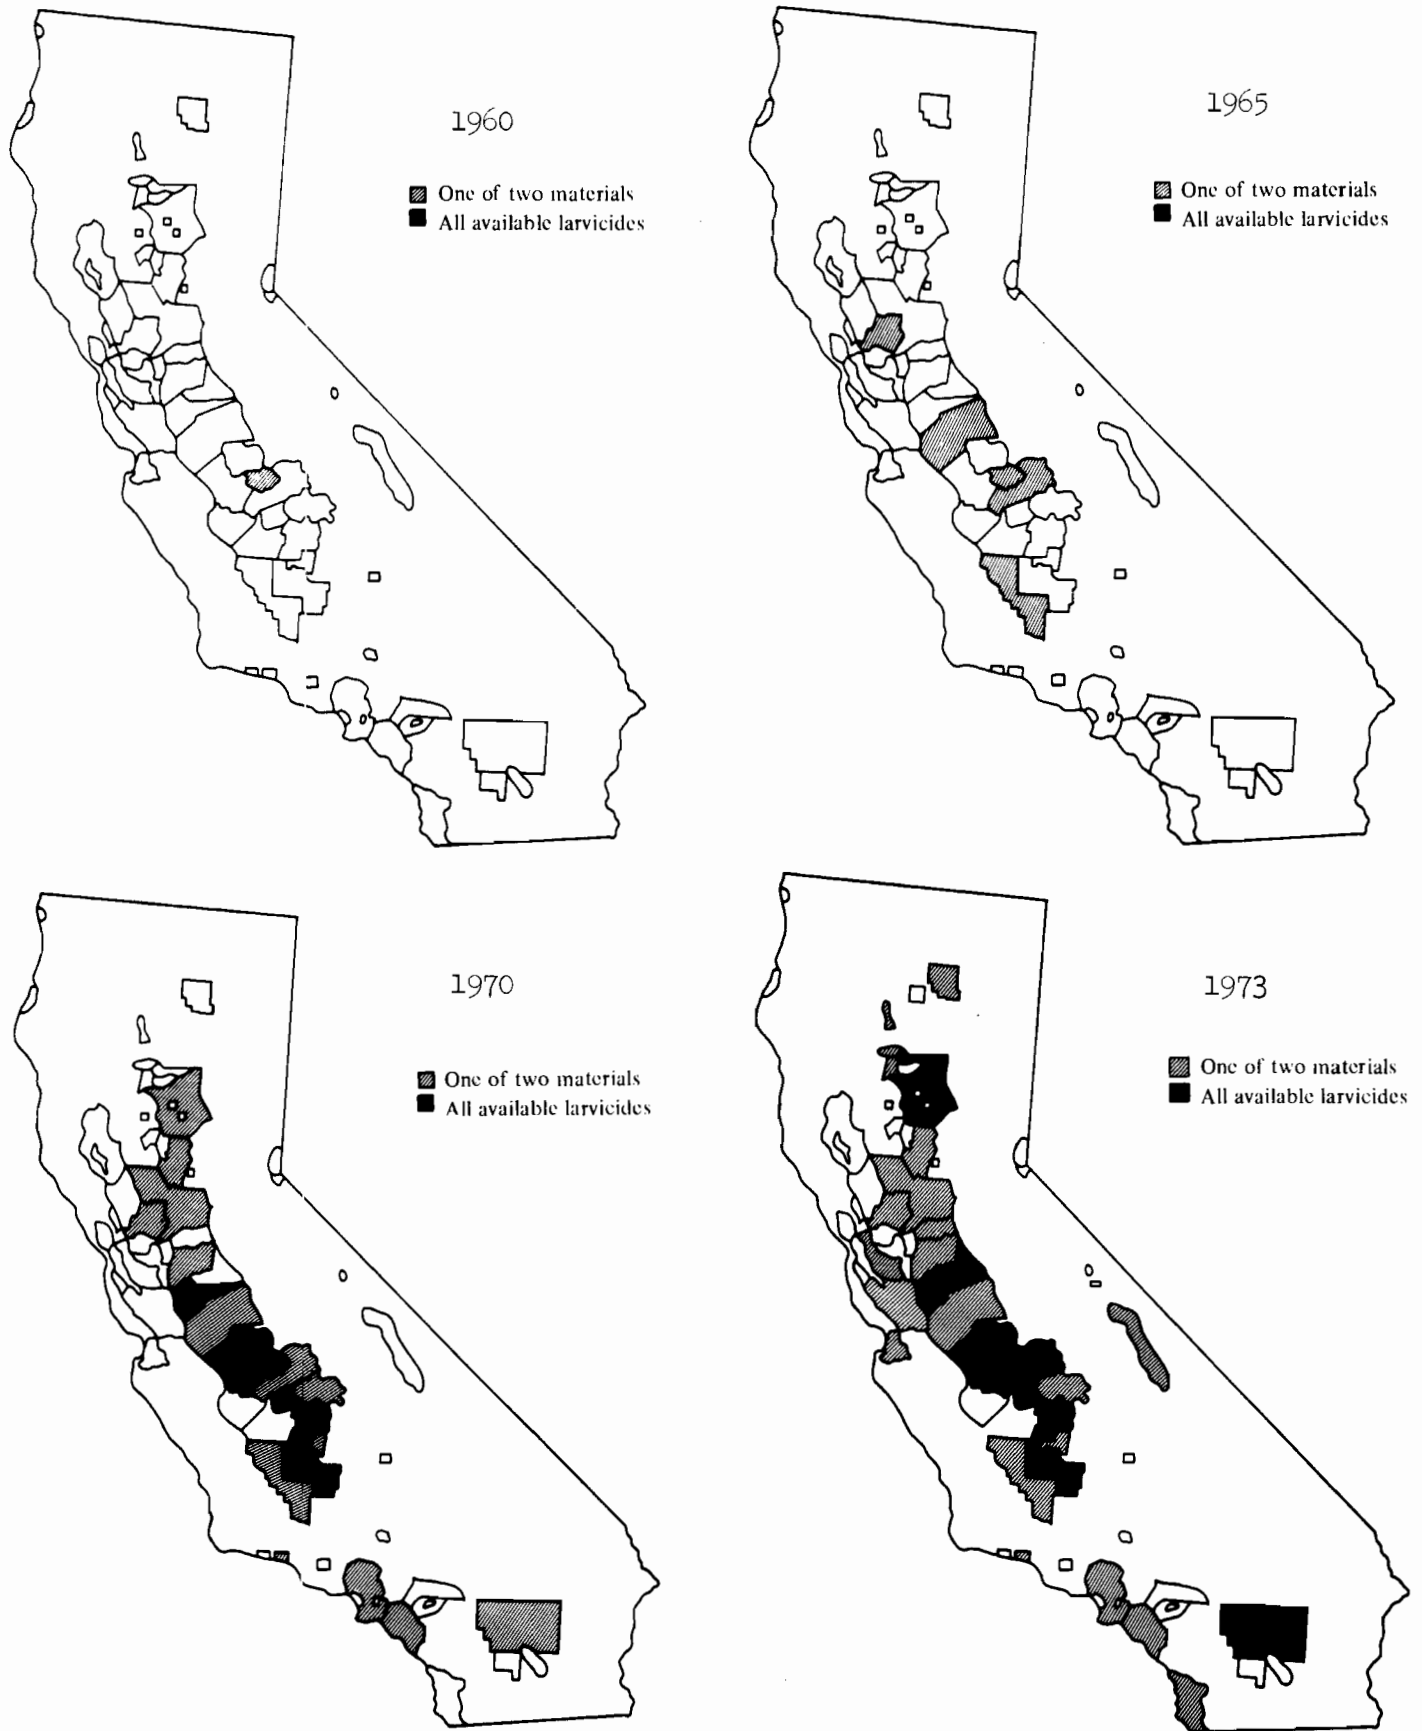 1960
One of two materials
All available larvicides
1965
One of two materials
All available larvicides
1970
One of two materials
All available larvicides
1973
One of two materials
All available larvicides